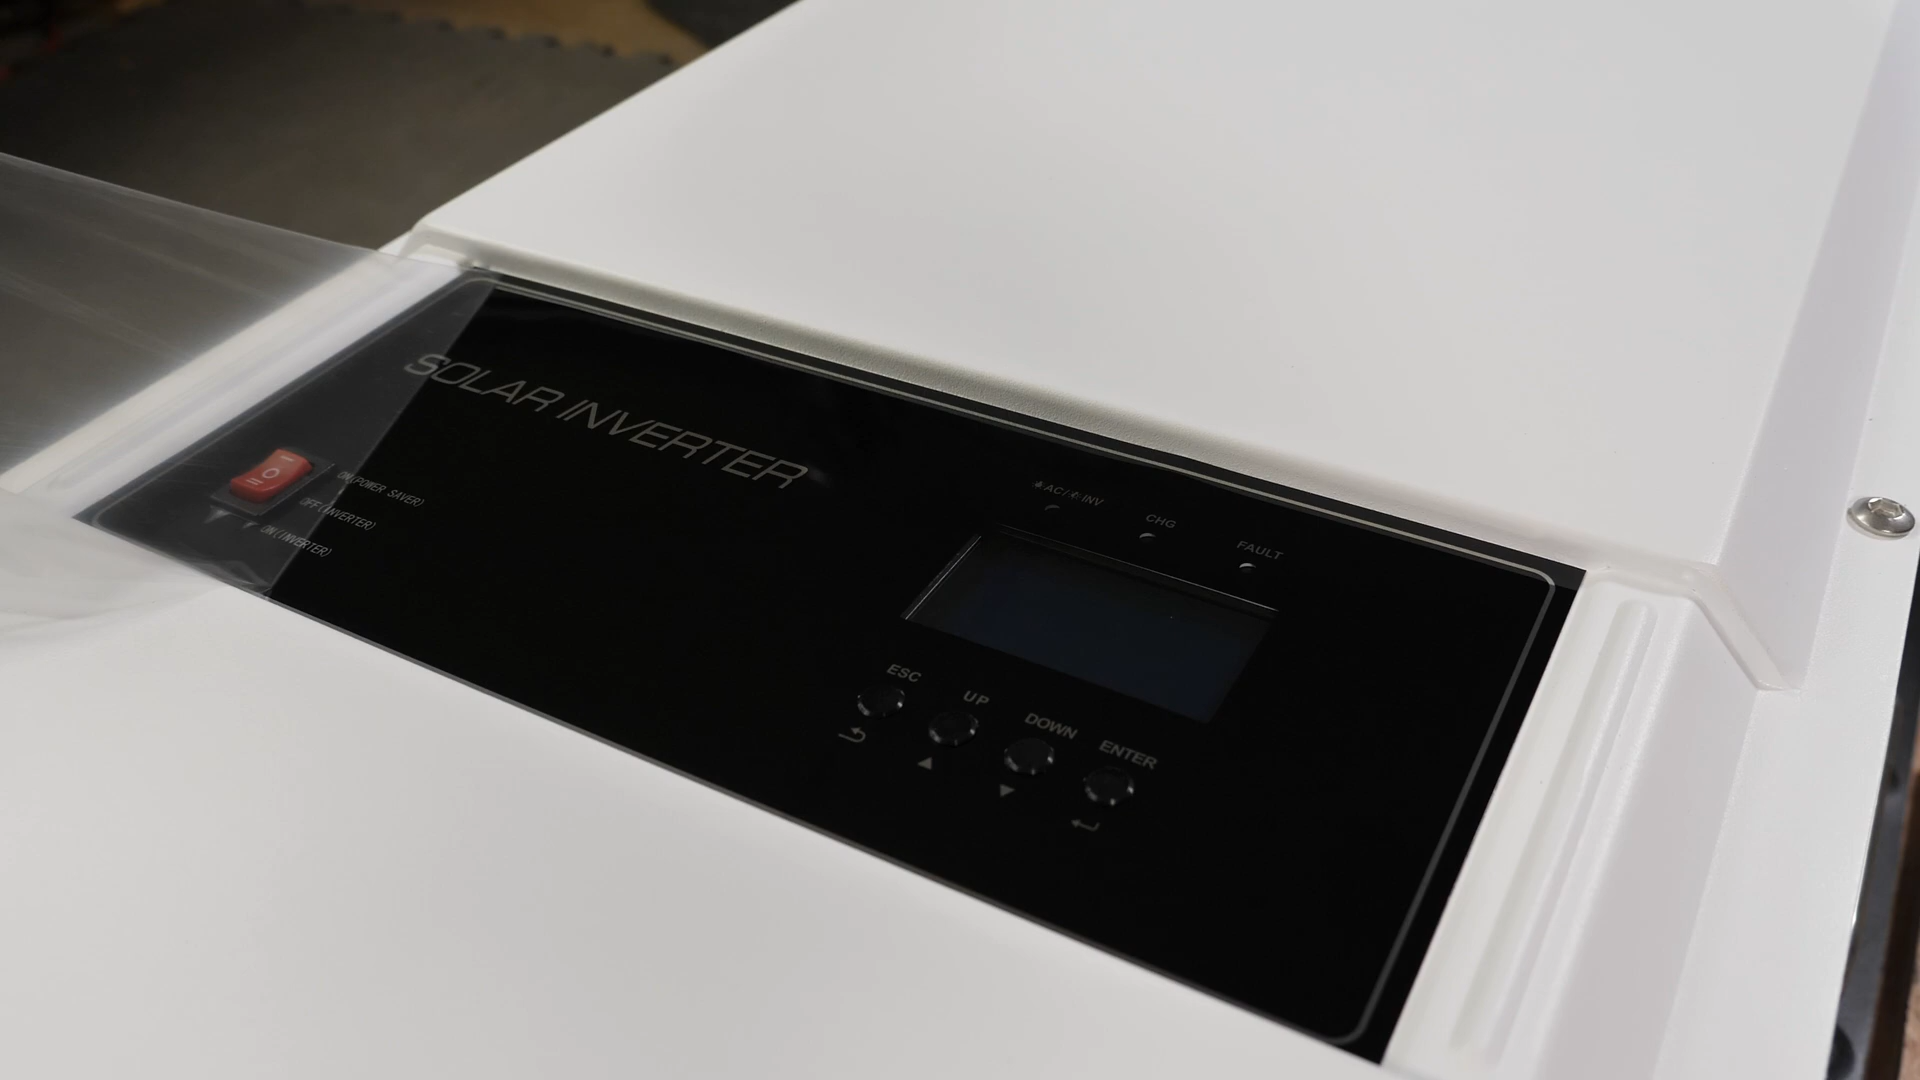 SOLAR INVERTER
ON(POWER SAVER)
OFF(INVERTER)
ON(INVERTER)
AC/ INV
CHG
FAULT
ESC
UP
DOWN
ENTER